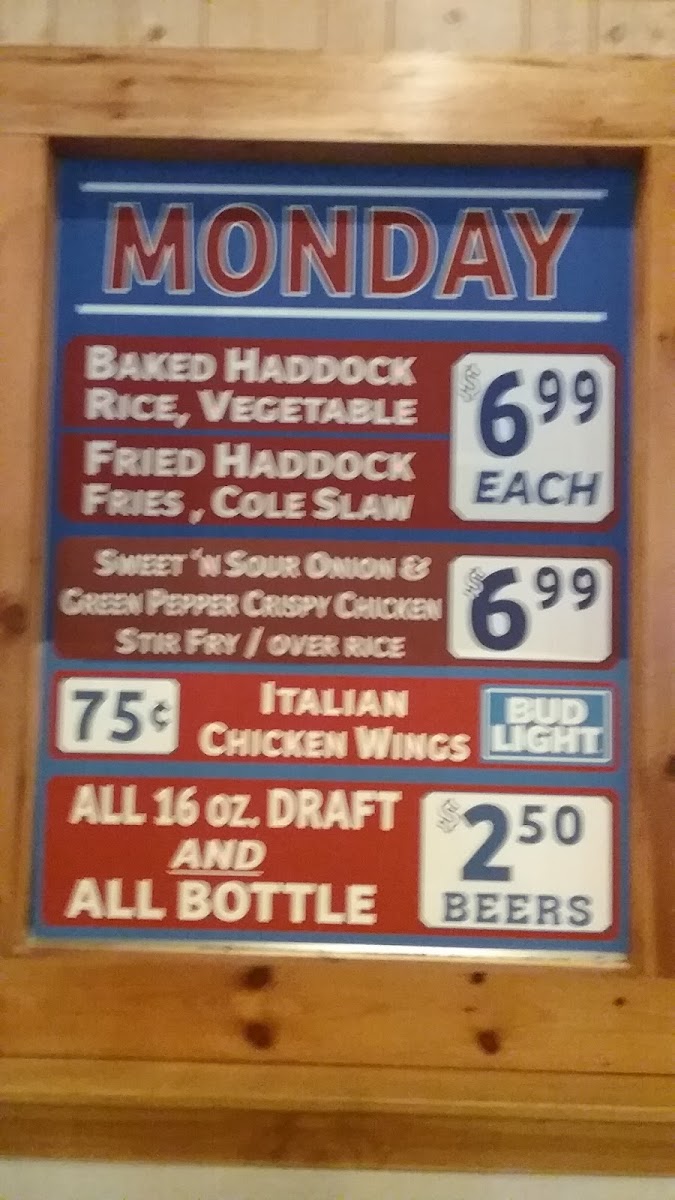 MONDAY
BAKED HADDOCK
RICE, VEGETABLE
$6.99
EACH
FRIED HADDOCK
FRIES, COLE SLAW
SWEET 'N SOUR ONION &
GREEN PEPPER CRISPY CHICKEN
STIR FRY / OVER RICE
$6.99
75¢
ITALIAN
CHICKEN WINGS
BUD
LIGHT
ALL 16 OZ. DRAFT
AND
ALL BOTTLE
$2.50
BEERS